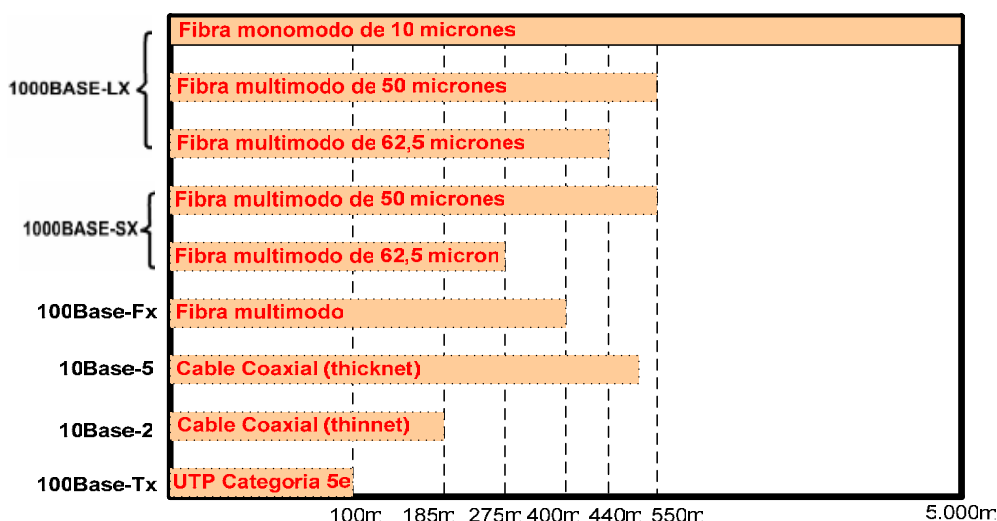 Fibra monomodo de 10 micrones
1000BASE-LX
Fibra multimodo de 50 micrones
Fibra multimodo de 62,5 micrones
1000BASE-SX
Fibra multimodo de 50 micrones
Fibra multimodo de 62,5 micron
100Base-Fx
Fibra multimodo
10Base-5
Cable Coaxial (thicknet)
10Base-2
Cable Coaxial (thinnet)
100Base-Tx
UTP Categoria 5e
100m 185m 275m 400m 440m 550m 5.000m